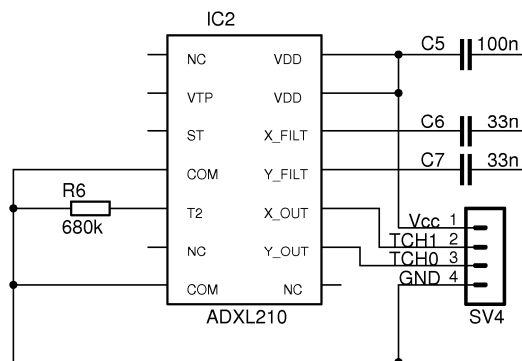 IC2
NC VDD C5 100n
VTP VDD
ST X_FILT C6 33n
COM Y_FILT C7 33n
R6
680k
T2 X_OUT
NC Y_OUT
COM NC
ADXL210
Vcc 1
TCH1 2
TCH0 3
GND 4
SV4